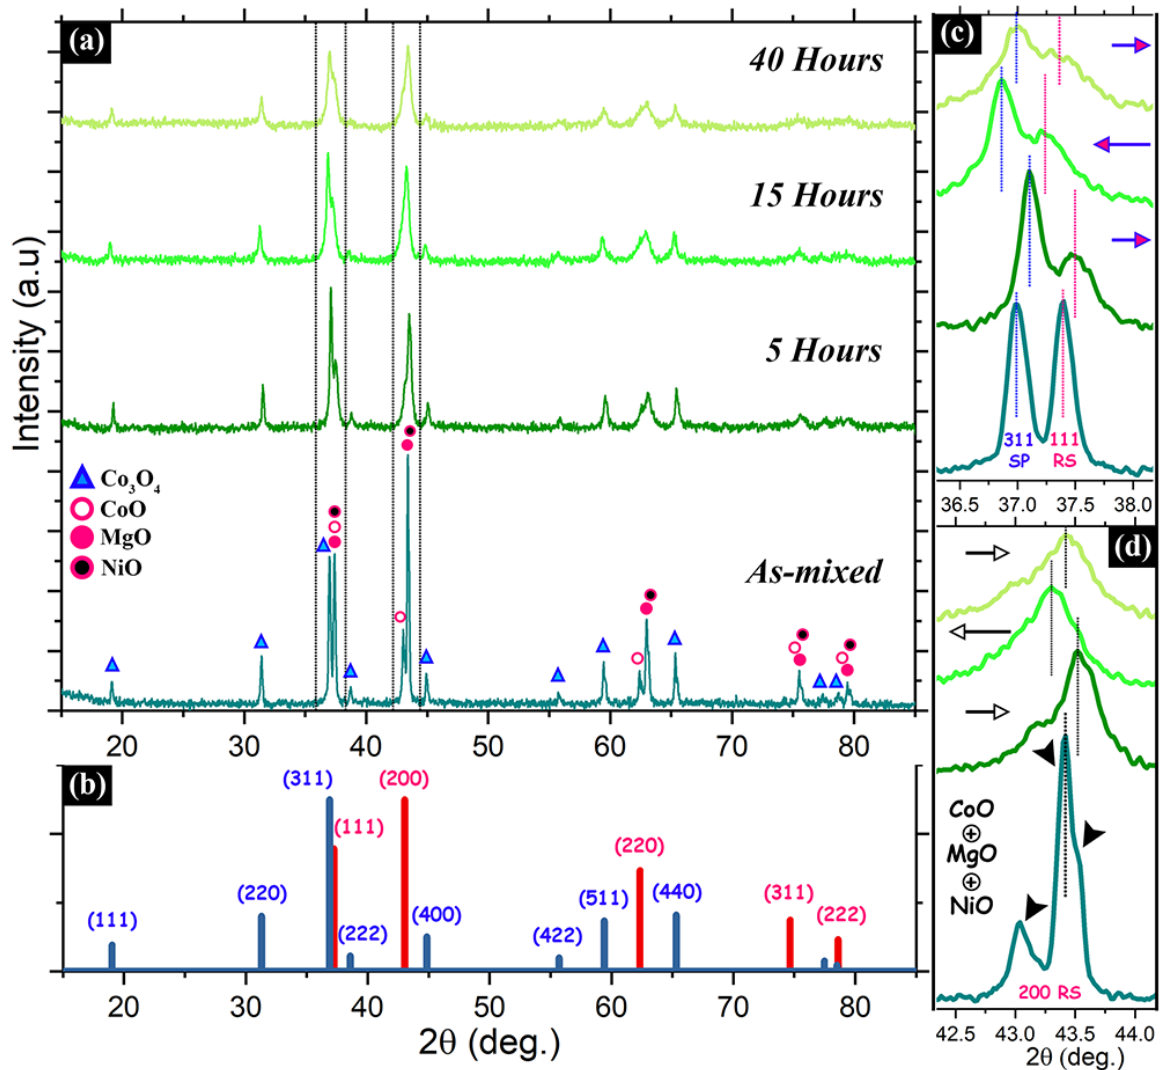 (a)
40 Hours
15 Hours
5 Hours
As-mixed
Intensity (a.u)
Co3O4
CoO
MgO
NiO
20 30 40 50 60 70 80
(b)
(111)
(220)
(311)
(111)
(222)
(200)
(400)
(422)
(511)
(220)
(440)
(311)
(222)
20 30 40 50 60 70 80
2θ (deg.)
(c)
311
SP
111
RS
36.5 37.0 37.5 38.0
(d)
CoO
⊕
MgO
⊕
NiO
200 RS
42.5 43.0 43.5 44.0
2θ (deg.)